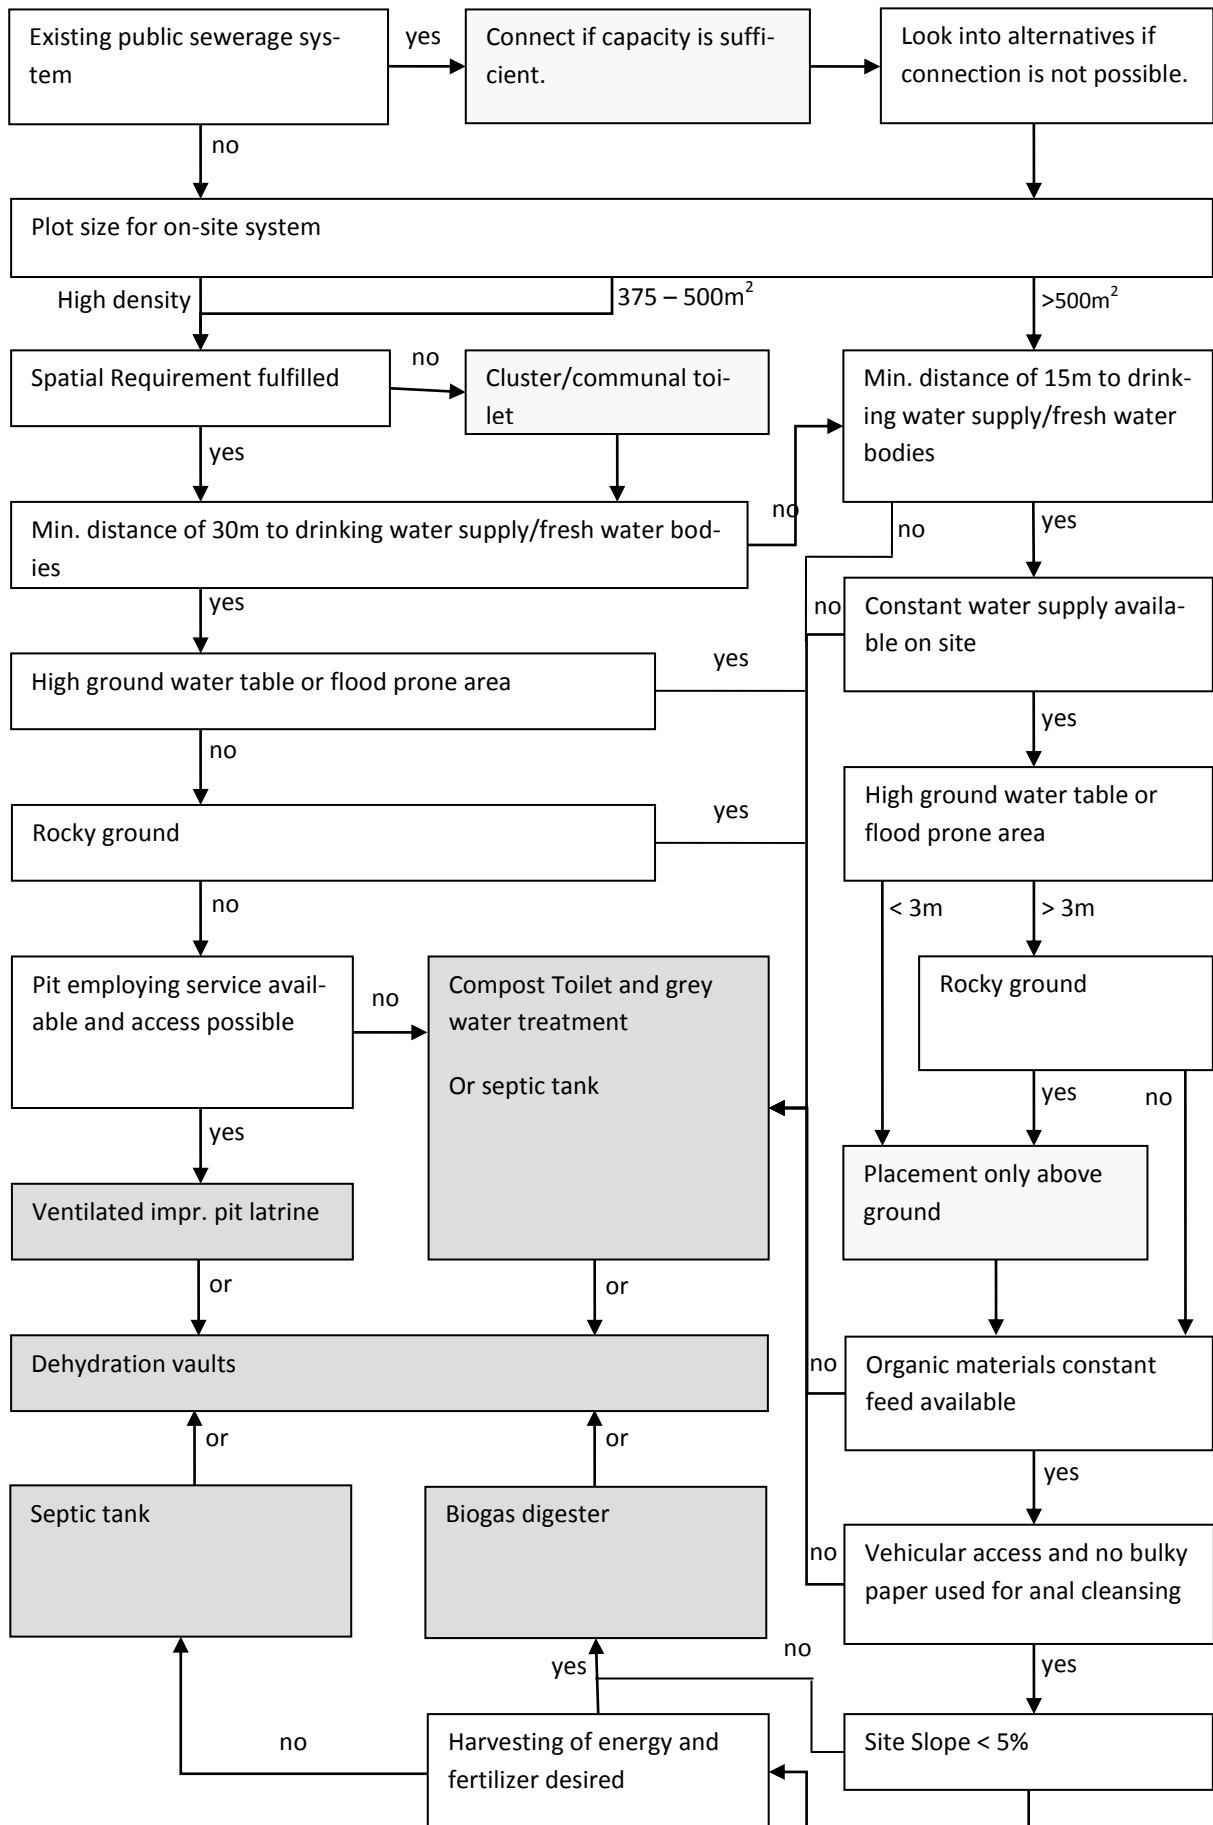 Existing public sewerage sys-
tem
yes
Connect if capacity is suffi-
cient.
Look into alternatives if
connection is not possible.
no
Plot size for on-site system
High density
375 – 500m²
>500m²
Spatial Requirement fulfilled
no
Cluster/communal toi-
let
Min. distance of 15m to drink-
ing water supply/fresh water
bodies
yes
Min. distance of 30m to drinking water supply/fresh water bod-
ies
no
no
yes
yes
no
Constant water supply availa-
ble on site
High ground water table or flood prone area
yes
yes
no
High ground water table or
flood prone area
Rocky ground
yes
no
< 3m
> 3m
Pit employing service avail-
able and access possible
no
Compost Toilet and grey
water treatment
Or septic tank
Rocky ground
yes
no
yes
Placement only above
ground
Ventilated impr. pit latrine
or
or
Dehydration vaults
no
Organic materials constant
feed available
or
or
yes
Septic tank
Biogas digester
no
Vehicular access and no bulky
paper used for anal cleansing
yes
no
yes
no
Harvesting of energy and
fertilizer desired
Site Slope < 5%